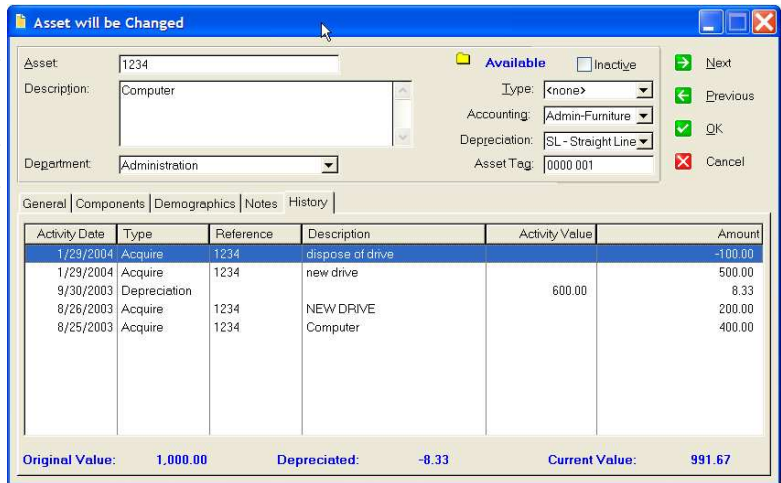 Asset will be Changed
Asset: 1234 Available Inactive Next
Description: Computer Type: <none> Previous
Accounting: Admin-Furniture OK
Depreciation: SL - Straight Line
Department: Administration Asset Tag: 0000 001 Cancel
General Components Demographics Notes History
Activity Date Type Reference Description Activity Value Amount
1/29/2004 Acquire 1234 dispose of drive -100.00
1/29/2004 Acquire 1234 new drive 500.00
9/30/2003 Depreciation 600.00 8.33
8/26/2003 Acquire 1234 NEW DRIVE 200.00
8/25/2003 Acquire 1234 Computer 400.00
Original Value: 1,000.00 Depreciated: -8.33 Current Value: 991.67